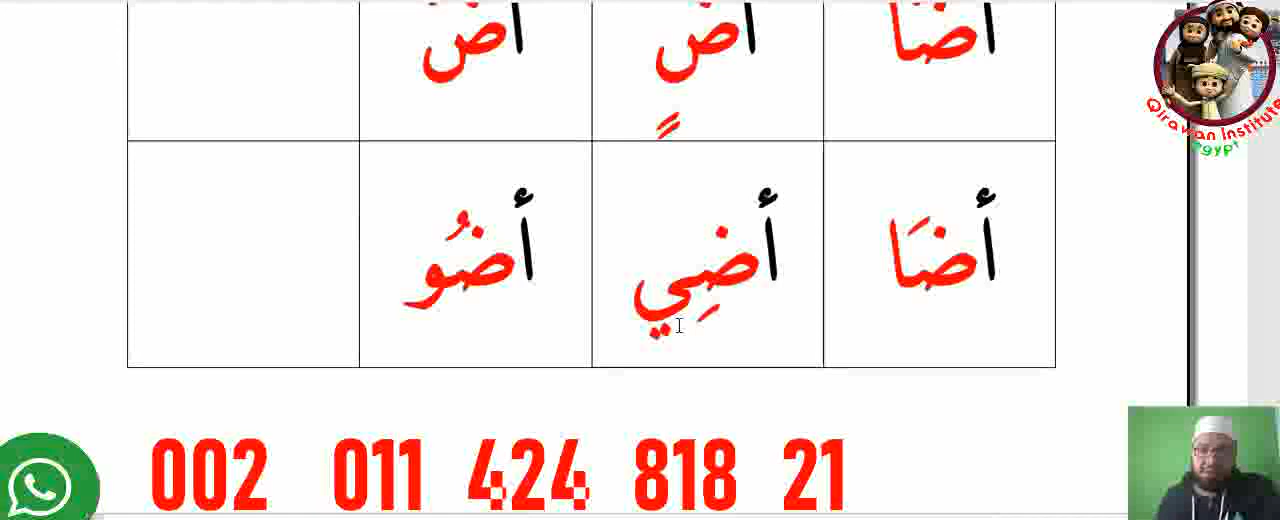 أضًا أضٍ أضٌ
أضَا أضِي أضُو
002 011 424 818 21
Qirawan Institute
egypt